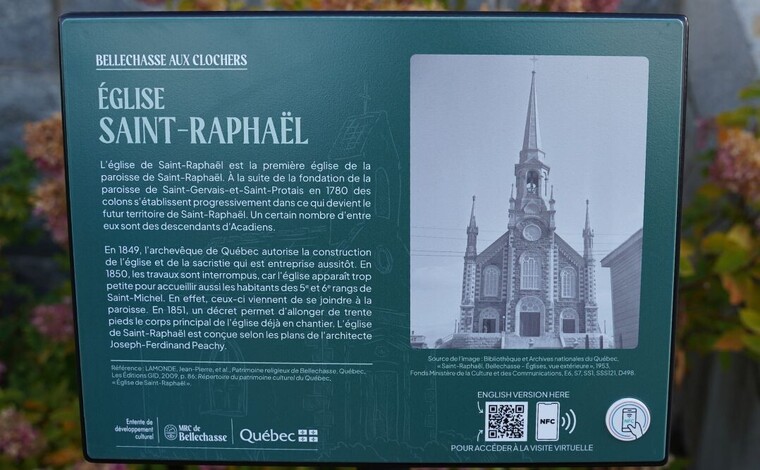 BELLECHASSE AUX CLOCHERS
ÉGLISE
SAINT-RAPHAËL
L'église de Saint-Raphaël est la première église de la
paroisse de Saint-Raphaël. À la suite de la fondation de la
paroisse de Saint-Gervais-et-Saint-Protais en 1780 des
colons s'établissent progressivement dans ce qui devient le
futur territoire de Saint-Raphaël. Un certain nombre d'entre
eux sont des descendants d'Acadiens.
En 1849, l'archevêque de Québec autorise la construction
de l'église et de la sacristie qui est entreprise aussitôt. En
1850, les travaux sont interrompus, car l'église apparaît trop
petite pour accueillir aussi les habitants des 5e et 6e rangs de
Saint-Michel. En effet, ceux-ci viennent de se joindre à la
paroisse. En 1851, un décret permet d'allonger de trente
pieds le corps principal de l'église déjà en chantier. L'église
de Saint-Raphaël est conçue selon les plans de l'architecte
Joseph-Ferdinand Peachy.
Référence : LAMONDE, Jean-Pierre, et al., Patrimoine religieux de Bellechasse, Québec,
Les Éditions GID, 2009, p. 86; Répertoire du patrimoine culturel du Québec,
« Église de Saint-Raphaël ».
Source de l'image : Bibliothèque et Archives nationales du Québec,
« Saint-Raphaël, Bellechasse - Églises, vue extérieure », 1953,
Fonds Ministère de la Culture et des Communications, E6, S7, SS1, SSS121, D498.
ENGLISH VERSION HERE
NFC
POUR ACCÉDER À LA VISITE VIRTUELLE
Entente de
développement
culturel
MRC de
Bellechasse
Québec